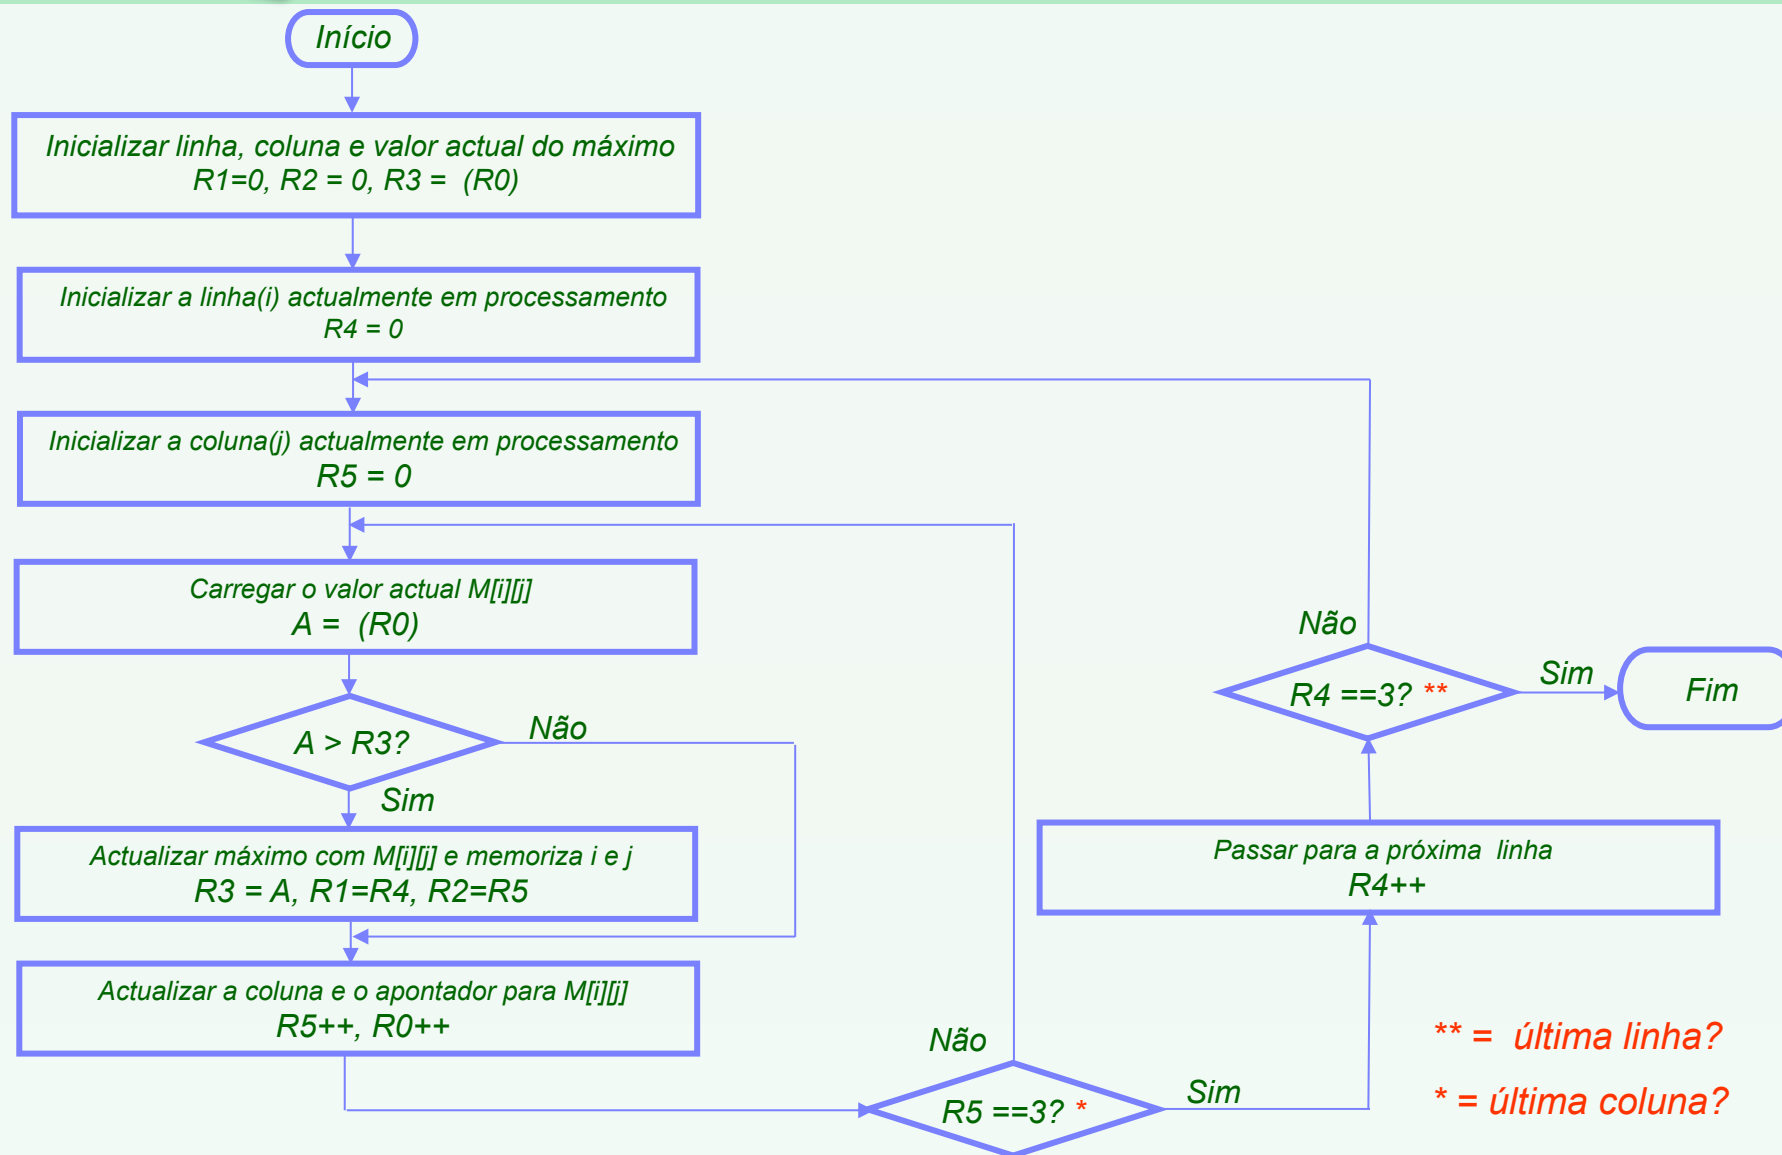 Início
Inicializar linha, coluna e valor actual do máximo
R1=0, R2 = 0, R3 = (R0)
Inicializar a linha(i) actualmente em processamento
R4 = 0
Inicializar a coluna(j) actualmente em processamento
R5 = 0
Carregar o valor actual M[i][j]
A = (R0)
A > R3?
Não
Sim
Actualizar máximo com M[i][j] e memoriza i e j
R3 = A, R1=R4, R2=R5
Actualizar a coluna e o apontador para M[i][j]
R5++, R0++
Não
R5 ==3? *
Sim
Passar para a próxima linha
R4++
Não
R4 ==3? **
Sim
Fim
** = última linha?
* = última coluna?